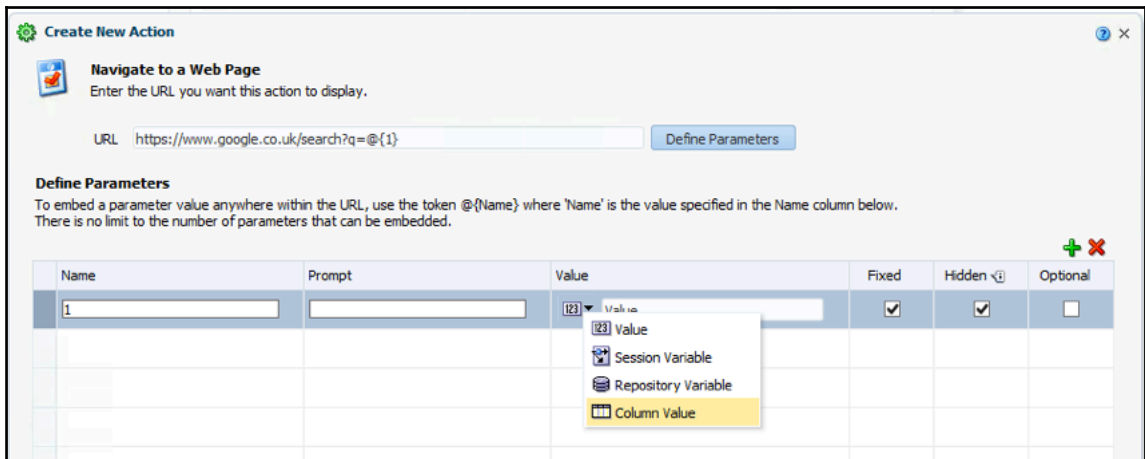 Create New Action
Navigate to a Web Page
Enter the URL you want this action to display.
URL https://www.google.co.uk/search?q=@{1} Define Parameters
Define Parameters
To embed a parameter value anywhere within the URL, use the token @{Name} where 'Name' is the value specified in the Name column below.
There is no limit to the number of parameters that can be embedded.
Name Prompt Value Fixed Hidden Optional
1 123 Value
123 Value
Session Variable
Repository Variable
Column Value